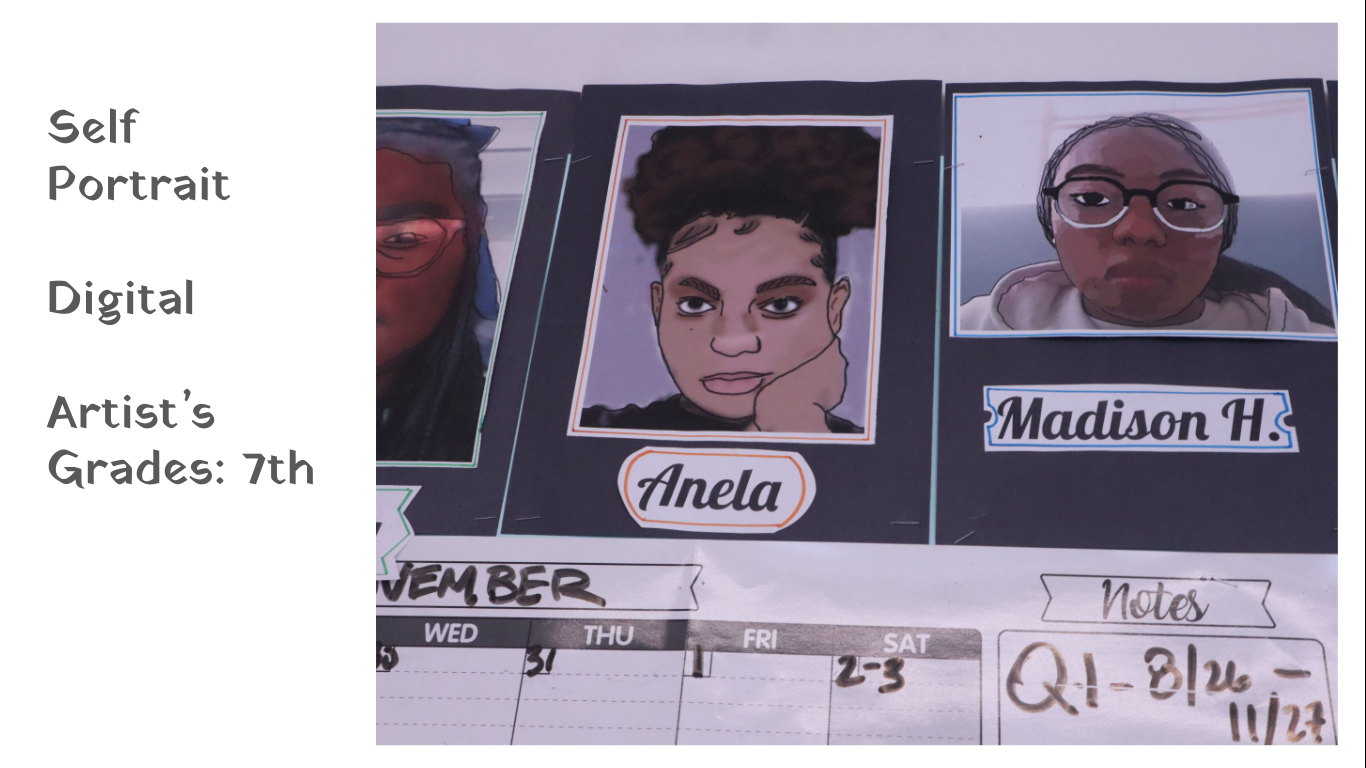 Self
Portrait
Digital
Artist's
Grades: 7th
Anela
Madison H.
VEMBER
Notes
WED THU FRI SAT
31 1 2-3
Q1 - 8/26 -
11/27